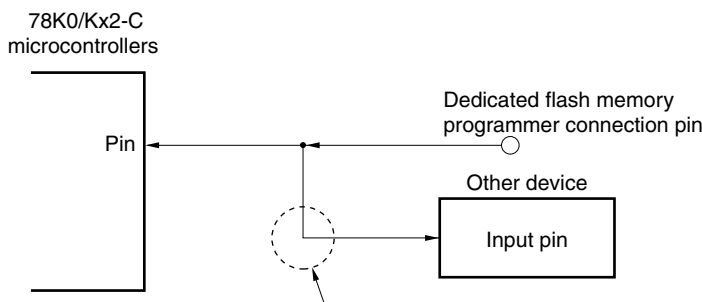 78K0/Kx2-C
microcontrollers
Dedicated flash memory
programmer connection pin
Pin
Other device
Input pin